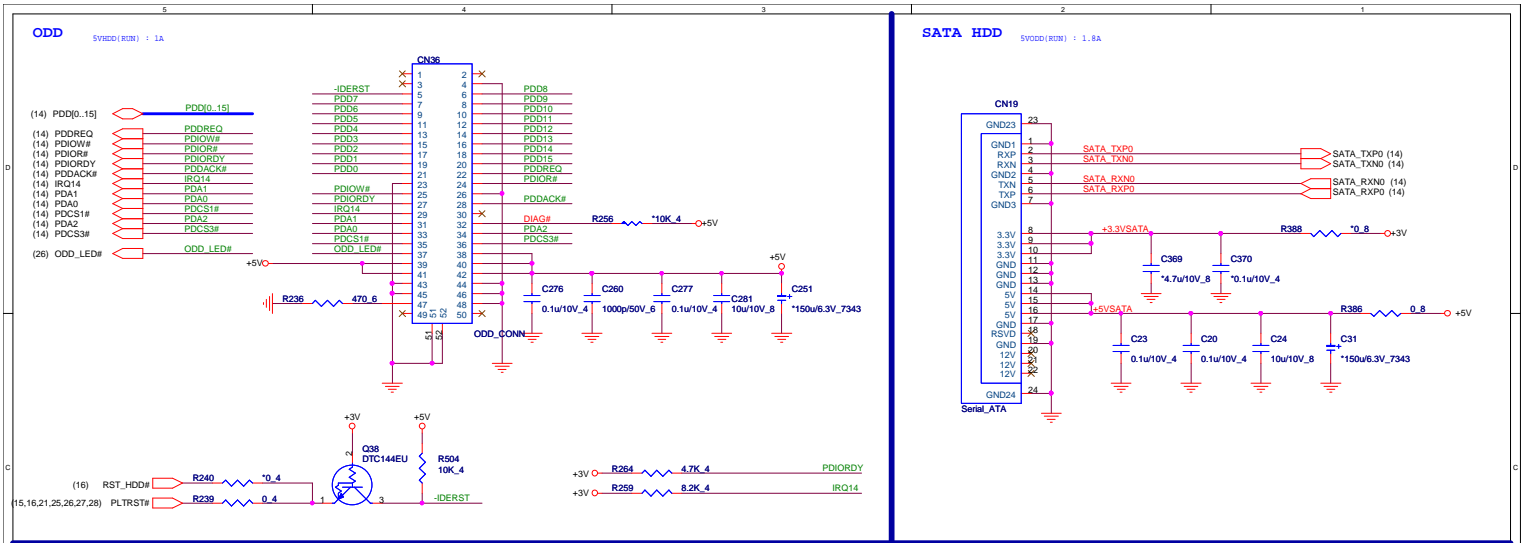 5
4
3
2
1
ODD
5VHDD(RUN) : 1A
SATA HDD
5VODD(RUN) : 1.8A
D
C
D
C
(14) PDD[0..15]
PDD[0..15]
(14) PDDREQ
PDDREQ
(14) PDIOW#
PDIOW#
(14) PDIOR#
PDIOR#
(14) PDIORDY
PDIORDY
(14) PDDACK#
PDDACK#
(14) IRQ14
IRQ14
(14) PDA1
PDA1
(14) PDA0
PDA0
(14) PDCS1#
PDCS1#
(14) PDA2
PDA2
(14) PDCS3#
PDCS3#
(26) ODD_LED#
ODD_LED#
CN36
1 2
3 4
-IDERST 5 6 PDD8
PDD7 7 8 PDD9
PDD6 9 10 PDD10
PDD5 11 12 PDD11
PDD4 13 14 PDD12
PDD3 15 16 PDD13
PDD2 17 18 PDD14
PDD1 19 20 PDD15
PDD0 21 22 PDDREQ
23 24 PDIOR#
PDIOW# 25 26
PDIORDY 27 28 PDDACK#
IRQ14 29 30
PDA1 31 32 DIAG#
PDA0 33 34 PDA2
PDCS1# 35 36 PDCS3#
ODD_LED# 37 38
+5V 39 40
41 42
43 44
45 46
47 48
49 50
51 52
51 52
ODD_CONN
R236 470_6
R256 *10K_4 +5V
+5V
C276
0.1u/10V_4
C260
1000p/50V_6
C277
0.1u/10V_4
C281
10u/10V_8
C251
*150u/6.3V_7343
+3V
+5V
Q38
DTC144EU
2
1
3
R504
10K_4
(16) RST_HDD#
R240 *0_4
(15,16,21,25,26,27,28) PLTRST#
R239 0_4
-IDERST
+3V R264 4.7K_4 PDIORDY
+3V R259 8.2K_4 IRQ14
CN19
GND23 23
GND1 1
RXP 2 SATA_TXP0 SATA_TXP0 (14)
RXN 3 SATA_TXN0 SATA_TXN0 (14)
GND2 4
TXN 5 SATA_RXN0 SATA_RXN0 (14)
TXP 6 SATA_RXP0 SATA_RXP0 (14)
GND3 7
3.3V 8 +3.3VSATA R388 *0_8 +3V
3.3V 9
3.3V 10
GND 11
GND 12
GND 13
5V 14
5V 15
5V 16 +5VSATA R386 0_8 +5V
GND 17
RSVD 18
GND 19
12V 20
12V 21
12V 22
GND24 24
Serial_ATA
C369
*4.7u/10V_8
C370
*0.1u/10V_4
C23
0.1u/10V_4
C20
0.1u/10V_4
C24
10u/10V_8
C31
*150u/6.3V_7343